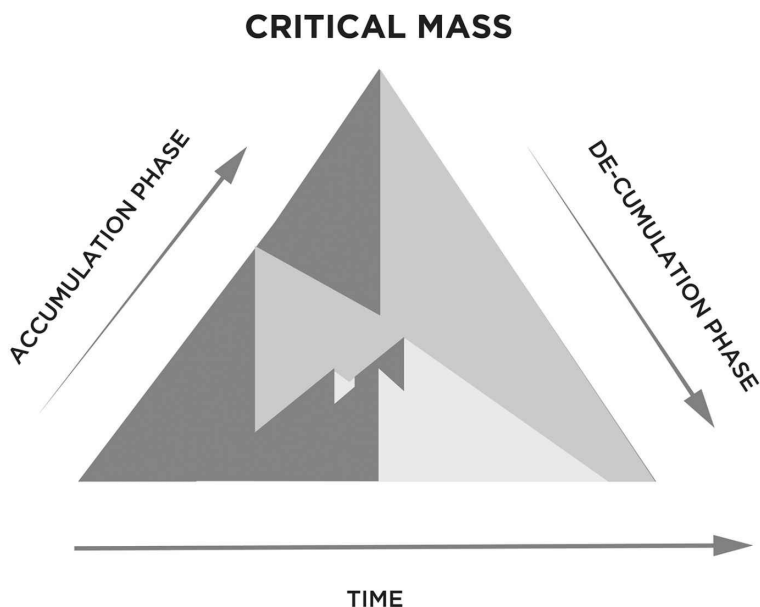 CRITICAL MASS
ACCUMULATION PHASE
DE-CUMULATION PHASE
TIME